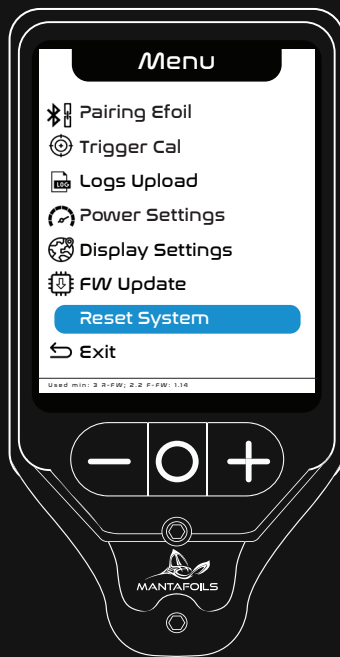 Menu
Pairing Efoil
Trigger Cal
LOG
Logs Upload
Power Settings
Display Settings
FW Update
Reset System
Exit
Used min: 3 R-FW; 2.2 F-FW: 1.14
MANTAFOILS